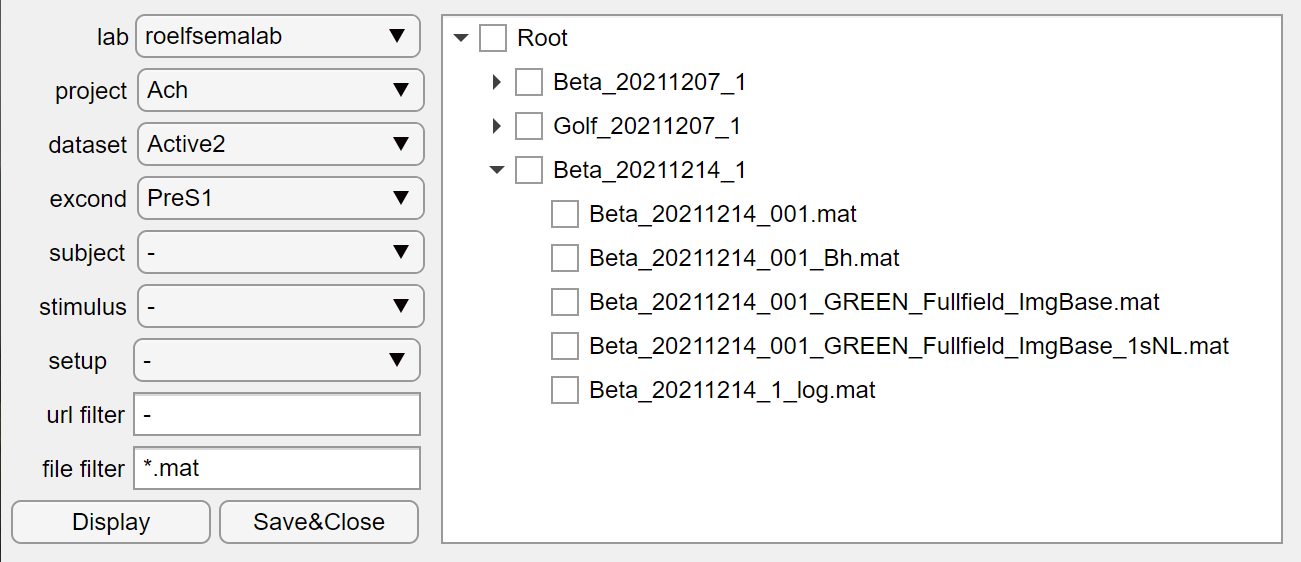 lab roelfsemalab
project Ach
dataset Active2
excond PreS1
subject -
stimulus -
setup -
url filter -
file filter *.mat
Display Save&Close
Root
Beta_20211207_1
Golf_20211207_1
Beta_20211214_1
Beta_20211214_001.mat
Beta_20211214_001_Bh.mat
Beta_20211214_001_GREEN_Fullfield_ImgBase.mat
Beta_20211214_001_GREEN_Fullfield_ImgBase_1sNL.mat
Beta_20211214_1_log.mat